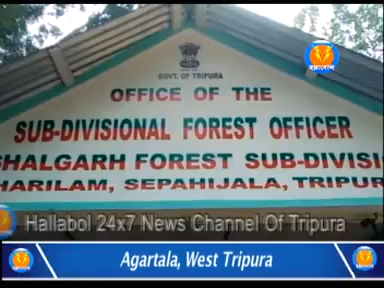 GOVT. OF TRIPURA
OFFICE OF THE
SUB-DIVISIONAL FOREST OFFICER
SHALGARH FOREST SUB-DIVISI
HARILAM, SEPAHIJALA, TRIPUR
Hallabol 24x7 News Channel Of Tripura
Agartala, West Tripura